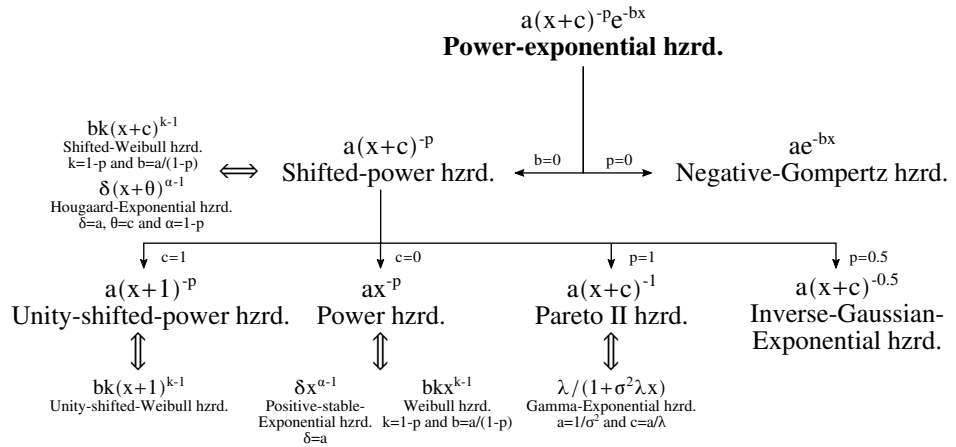 a(x+c)⁻ᵖe⁻ᵇˣ
Power-exponential hzrd.
bk(x+c)ᵏ⁻¹
Shifted-Weibull hzrd.
k=1-p and b=a/(1-p)
δ(x+θ)ᵅ⁻¹
Hougaard-Exponential hzrd.
δ=a, θ=c and α=1-p
a(x+c)⁻ᵖ
Shifted-power hzrd.
b=0
p=0
ae⁻ᵇˣ
Negative-Gompertz hzrd.
c=1
c=0
p=1
p=0.5
a(x+1)⁻ᵖ
Unity-shifted-power hzrd.
ax⁻ᵖ
Power hzrd.
a(x+c)⁻¹
Pareto II hzrd.
a(x+c)⁻⁰·⁵
Inverse-Gaussian-
Exponential hzrd.
bk(x+1)ᵏ⁻¹
Unity-shifted-Weibull hzrd.
δxᵅ⁻¹
Positive-stable-
Exponential hzrd.
δ=a
bkxᵏ⁻¹
Weibull hzrd.
k=1-p and b=a/(1-p)
λ/(1+σ²λx)
Gamma-Exponential hzrd.
a=1/σ² and c=a/λ